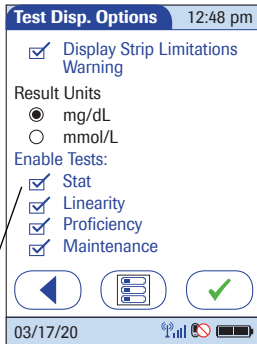 Test Disp. Options 12:48 pm
Display Strip Limitations
Warning
Result Units
mg/dL
mmol/L
Enable Tests:
Stat
Linearity
Proficiency
Maintenance
03/17/20